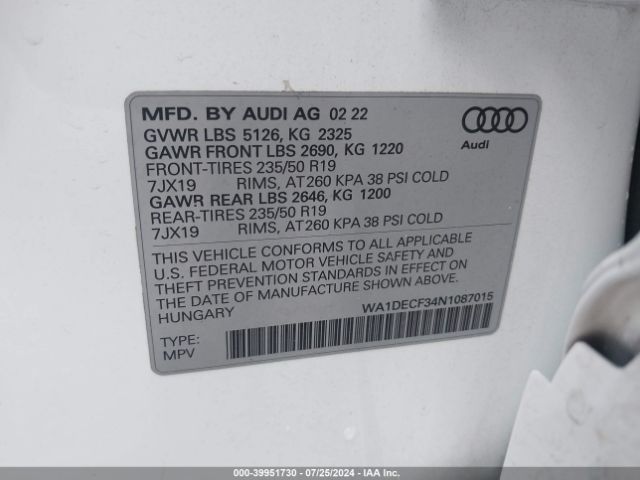 MFD. BY AUDI AG 02 22
GVWR LBS 5126, KG 2325
GAWR FRONT LBS 2690, KG 1220
FRONT-TIRES 235/50 R19
7JX19 RIMS, AT260 KPA 38 PSI COLD
GAWR REAR LBS 2646, KG 1200
REAR-TIRES 235/50 R19
7JX19 RIMS, AT260 KPA 38 PSI COLD
Audi
THIS VEHICLE CONFORMS TO ALL APPLICABLE
U.S. FEDERAL MOTOR VEHICLE SAFETY AND
THEFT PREVENTION STANDARDS IN EFFECT ON
THE DATE OF MANUFACTURE SHOWN ABOVE.
HUNGARY
WA1DECF34N1087015
TYPE:
MPV
000-39951730 - 07/25/2024 - IAA Inc.